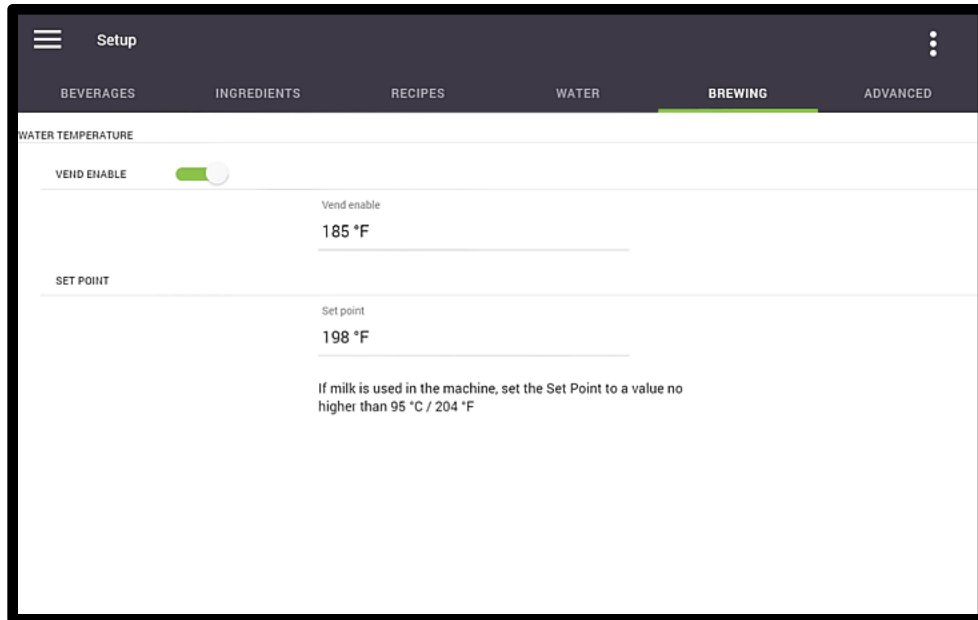 Setup
BEVERAGES INGREDIENTS RECIPES WATER BREWING ADVANCED
WATER TEMPERATURE
VEND ENABLE
Vend enable
185 °F
SET POINT
Set point
198 °F
If milk is used in the machine, set the Set Point to a value no
higher than 95 °C / 204 °F